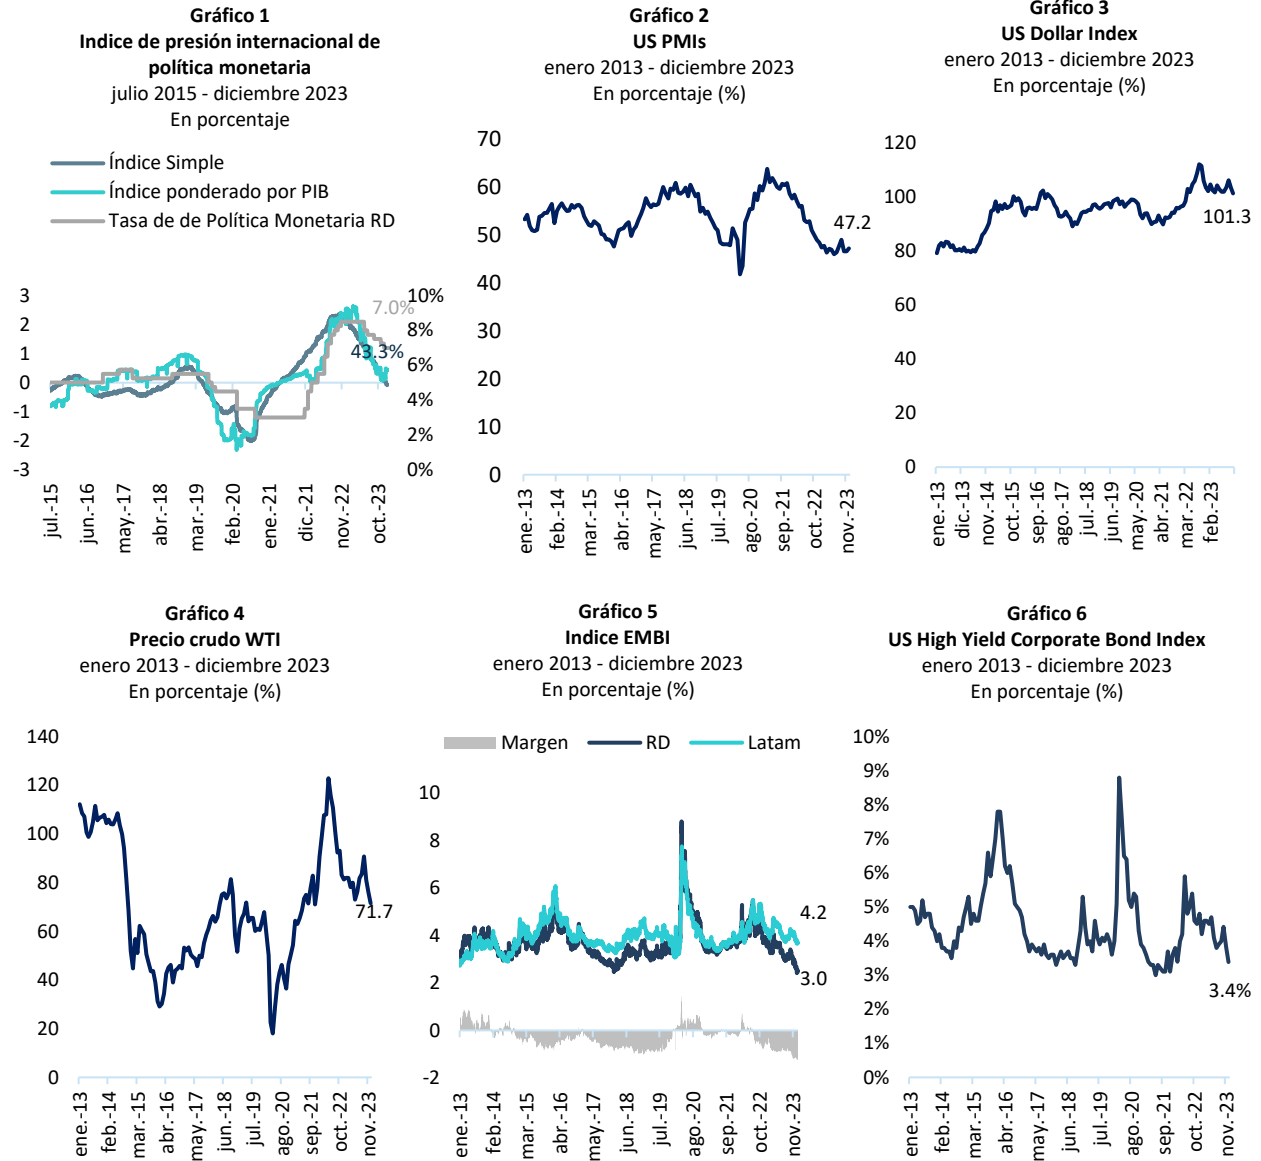 Gráfico 1
Indice de presión internacional de
política monetaria
julio 2015 - diciembre 2023
En porcentaje
Índice Simple
Índice ponderado por PIB
Tasa de de Política Monetaria RD
3
2
1
0
-1
-2
-3
10%
8%
6%
4%
2%
0%
7.0%
43.3%
jul.-15
jun.-16
may.-17
abr.-18
mar.-19
feb.-20
ene.-21
dic.-21
nov.-22
oct.-23
Gráfico 2
US PMIs
enero 2013 - diciembre 2023
En porcentaje (%)
70
60
50
40
30
20
10
0
47.2
ene.-13
feb.-14
mar.-15
abr.-16
may.-17
jun.-18
jul.-19
ago.-20
sep.-21
oct.-22
nov.-23
Gráfico 3
US Dollar Index
enero 2013 - diciembre 2023
En porcentaje (%)
120
100
80
60
40
20
0
101.3
ene.-13
dic.-13
nov.-14
oct.-15
sep.-16
ago.-17
jul.-18
jun.-19
may.-20
abr.-21
mar.-22
feb.-23
Gráfico 4
Precio crudo WTI
enero 2013 - diciembre 2023
En porcentaje (%)
140
120
100
80
60
40
20
0
71.7
ene.-13
feb.-14
mar.-15
abr.-16
may.-17
jun.-18
jul.-19
ago.-20
sep.-21
oct.-22
nov.-23
Gráfico 5
Indice EMBI
enero 2013 - diciembre 2023
En porcentaje (%)
Margen
RD
Latam
10
8
6
4
2
0
-2
4.2
3.0
ene.-13
feb.-14
mar.-15
abr.-16
may.-17
jun.-18
jul.-19
ago.-20
sep.-21
oct.-22
nov.-23
Gráfico 6
US High Yield Corporate Bond Index
enero 2013 - diciembre 2023
En porcentaje (%)
10%
9%
8%
7%
6%
5%
4%
3%
2%
1%
0%
3.4%
ene.-13
feb.-14
mar.-15
abr.-16
may.-17
jun.-18
jul.-19
ago.-20
sep.-21
oct.-22
nov.-23